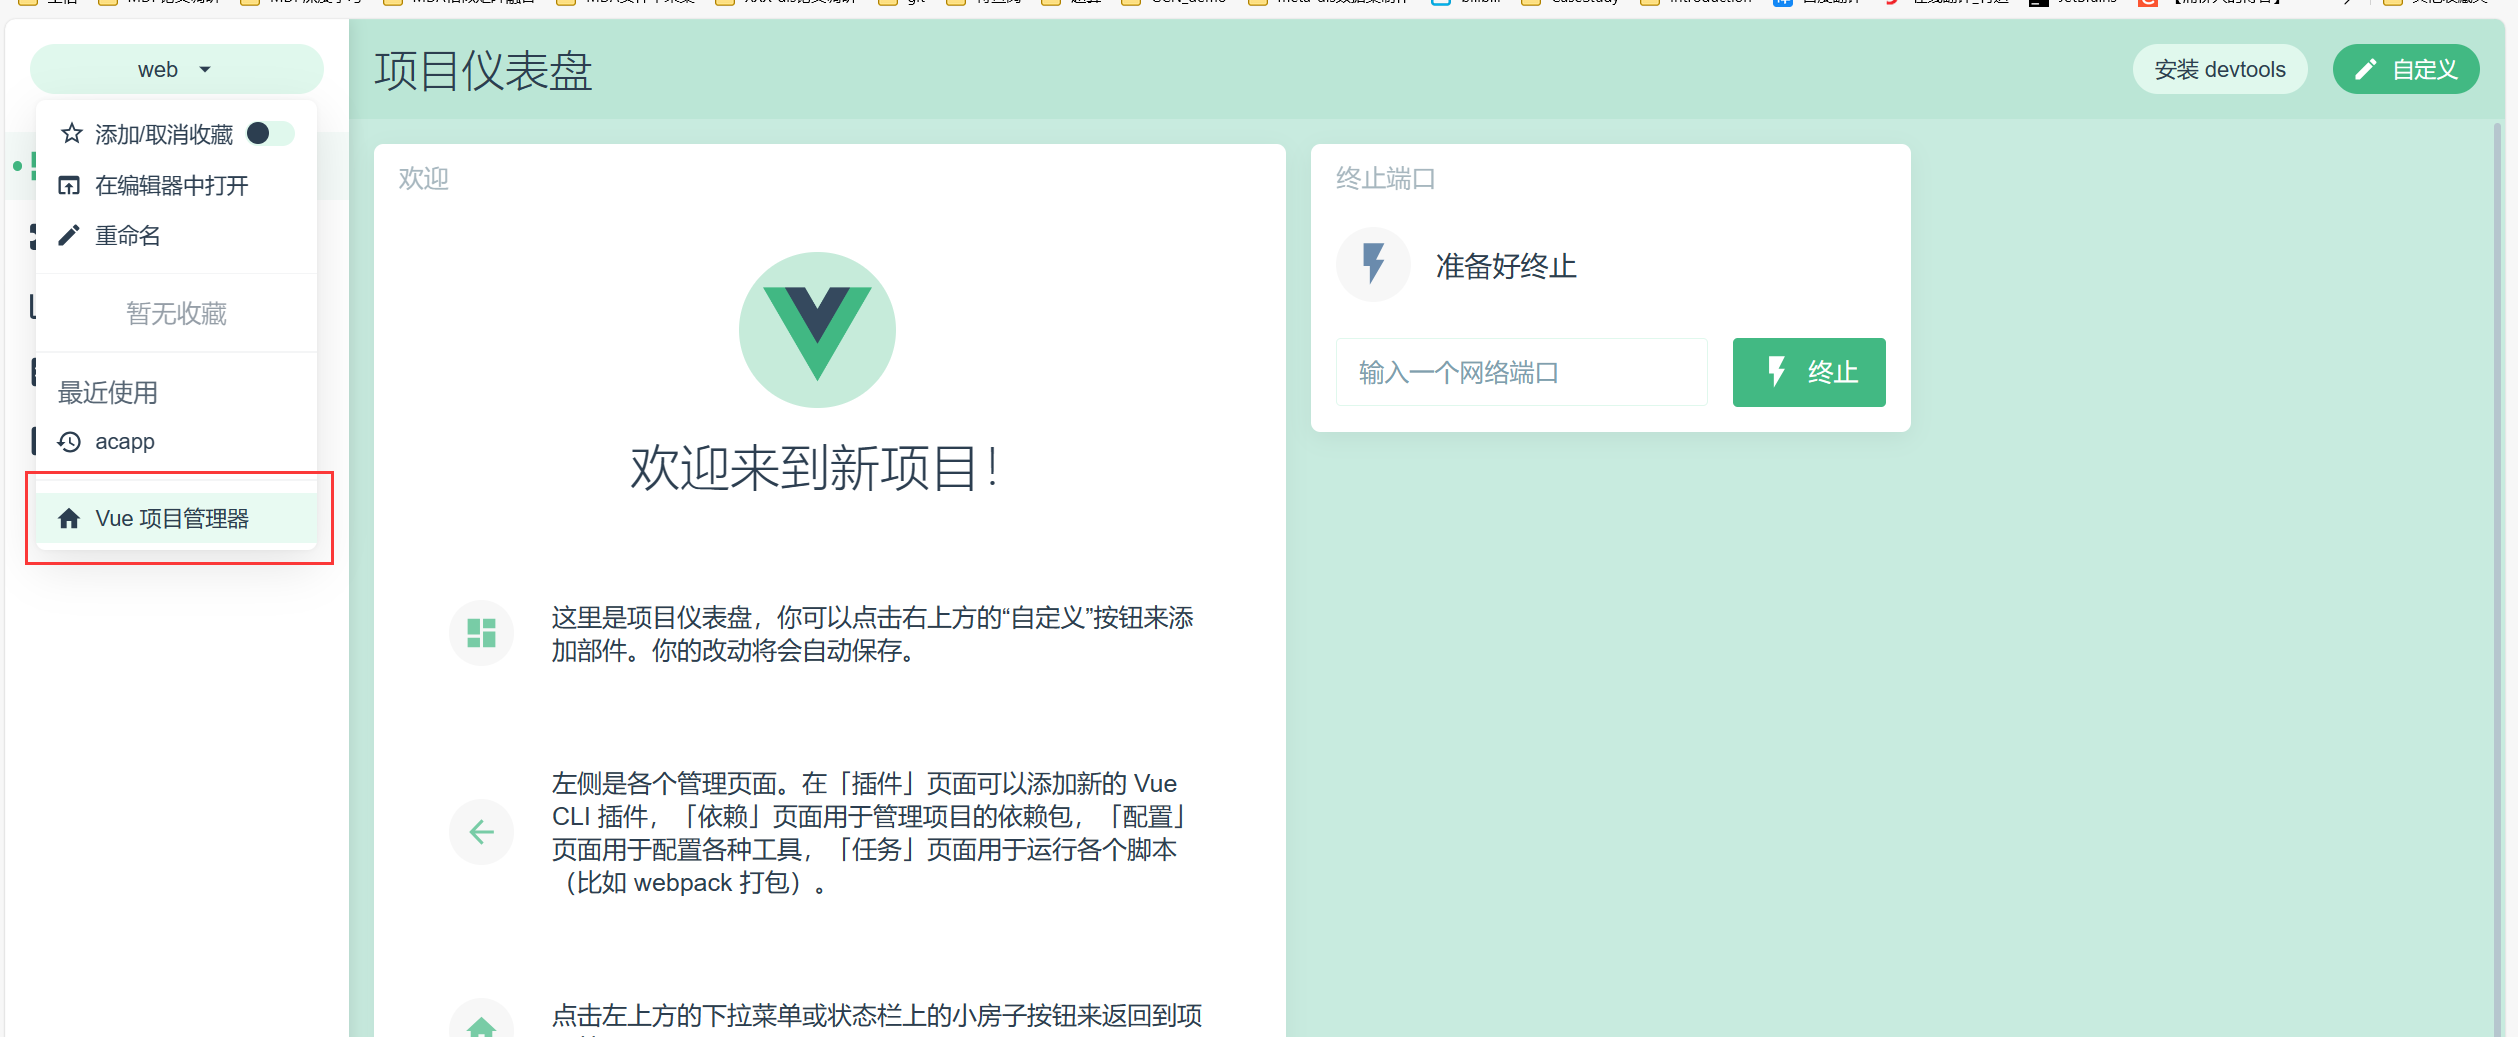 web
添加/取消收藏
在编辑器中打开
重命名
暂无收藏
最近使用
acapp
Vue 项目管理器
项目仪表盘
安装 devtools
自定义
欢迎
欢迎来到新项目！
这里是项目仪表盘，你可以点击右上方的“自定义”按钮来添
加部件。你的改动将会自动保存。
左侧是各个管理页面。在「插件」页面可以添加新的 Vue
CLI 插件，「依赖」页面用于管理项目的依赖包，「配置」
页面用于配置各种工具，「任务」页面用于运行各个脚本
（比如 webpack 打包）。
点击左上方的下拉菜单或状态栏上的小房子按钮来返回到项
终止端口
准备好终止
输入一个网络端口
终止